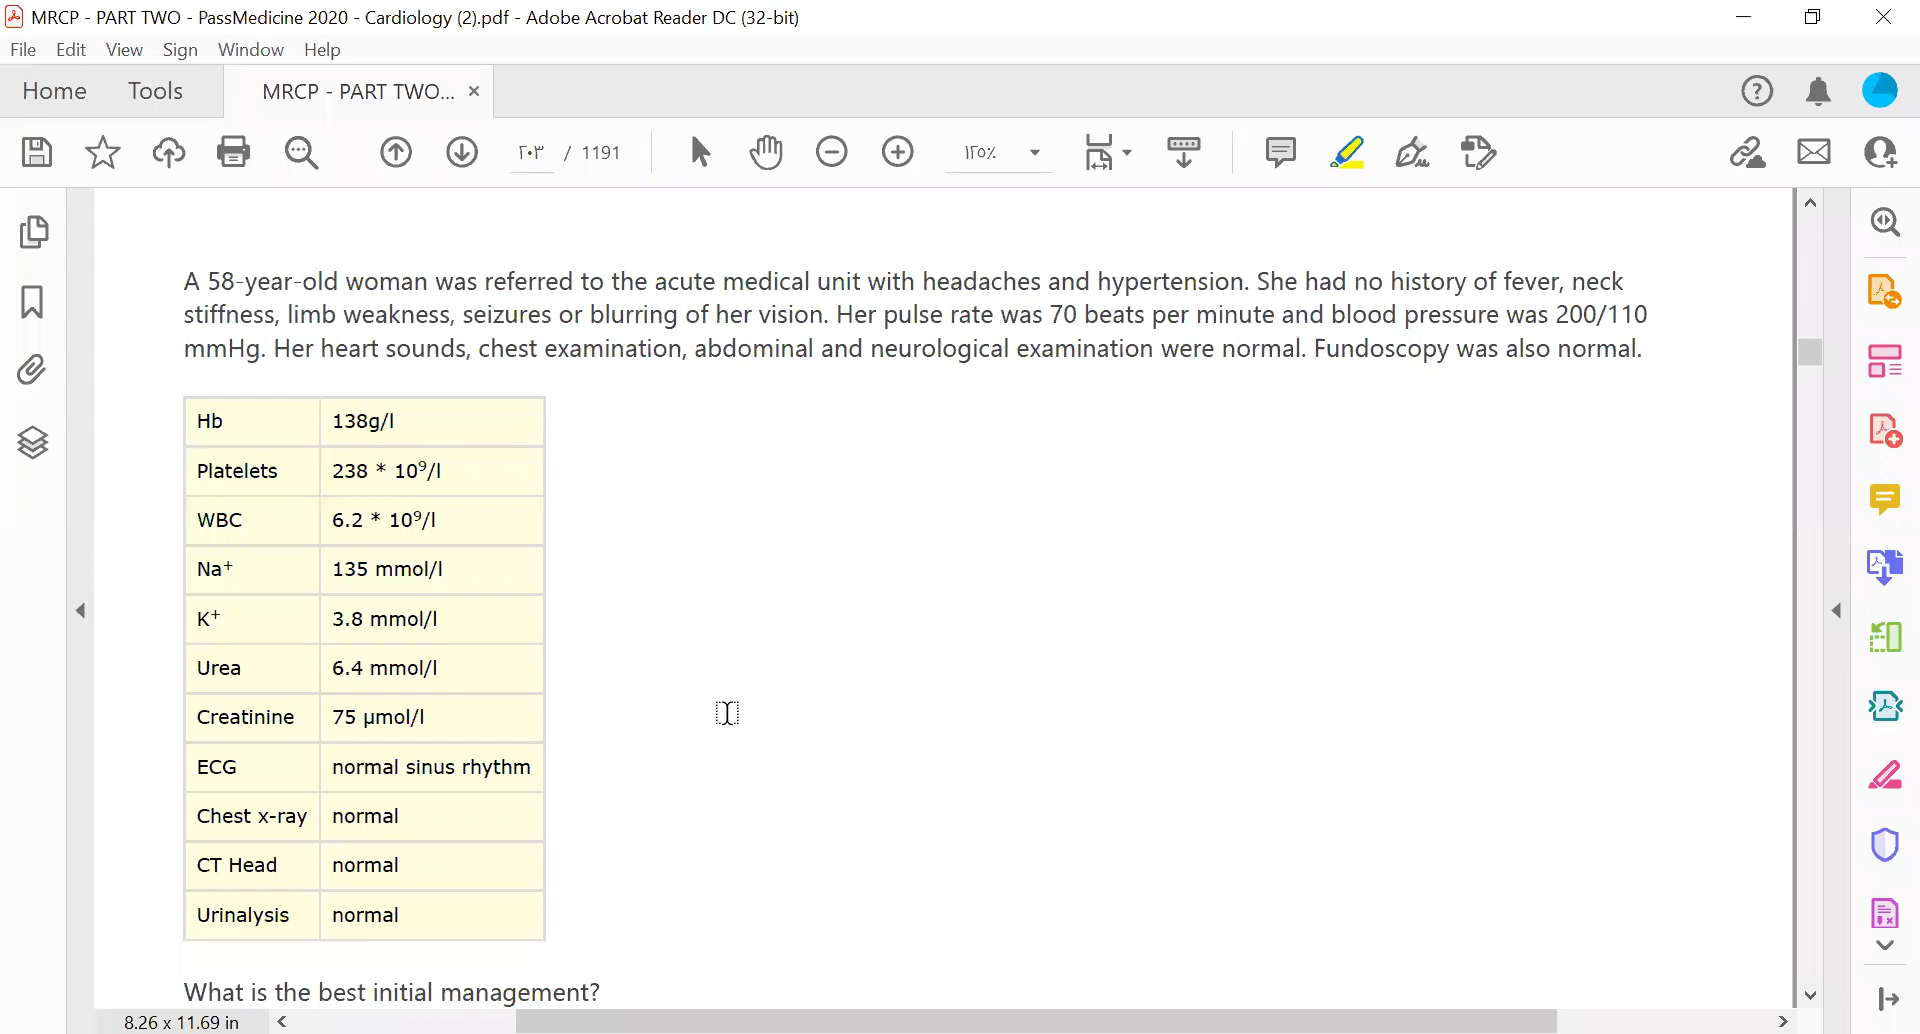 MRCP - PART TWO - PassMedicine 2020 - Cardiology (2).pdf - Adobe Acrobat Reader DC (32-bit)
File Edit View Sign Window Help
Home Tools MRCP - PART TWO... ×
٢٠٣ / 1191 ١٢٥٪
A 58-year-old woman was referred to the acute medical unit with headaches and hypertension. She had no history of fever, neck
stiffness, limb weakness, seizures or blurring of her vision. Her pulse rate was 70 beats per minute and blood pressure was 200/110
mmHg. Her heart sounds, chest examination, abdominal and neurological examination were normal. Fundoscopy was also normal.
Hb 138g/l
Platelets 238 * 10⁹/l
WBC 6.2 * 10⁹/l
Na⁺ 135 mmol/l
K⁺ 3.8 mmol/l
Urea 6.4 mmol/l
Creatinine 75 µmol/l
ECG normal sinus rhythm
Chest x-ray normal
CT Head normal
Urinalysis normal
What is the best initial management?
8.26 x 11.69 in